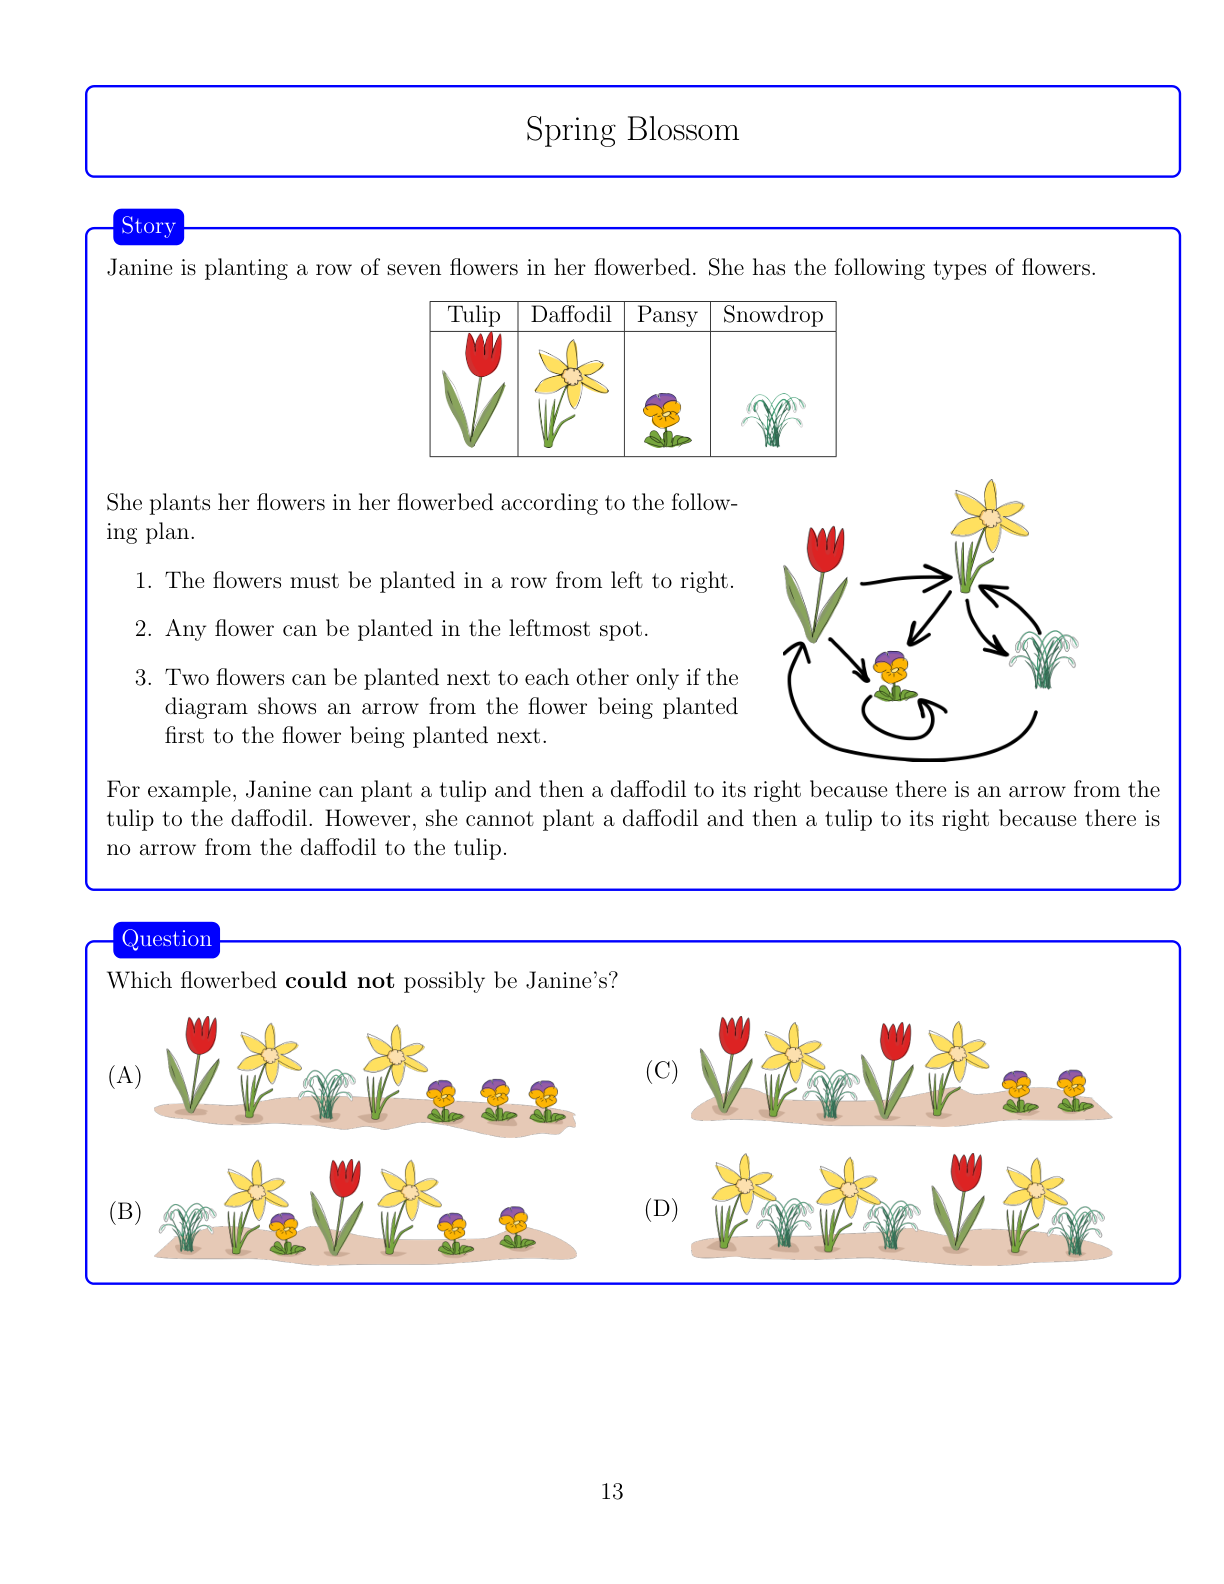 Spring Blossom
Story
Janine is planting a row of seven flowers in her flowerbed. She has the following types of flowers.
Tulip Daffodil Pansy Snowdrop
She plants her flowers in her flowerbed according to the follow-
ing plan.
1. The flowers must be planted in a row from left to right.
2. Any flower can be planted in the leftmost spot.
3. Two flowers can be planted next to each other only if the
diagram shows an arrow from the flower being planted
first to the flower being planted next.
For example, Janine can plant a tulip and then a daffodil to its right because there is an arrow from the
tulip to the daffodil. However, she cannot plant a daffodil and then a tulip to its right because there is
no arrow from the daffodil to the tulip.
Question
Which flowerbed could not possibly be Janine's?
(A)
(C)
(B)
(D)
13